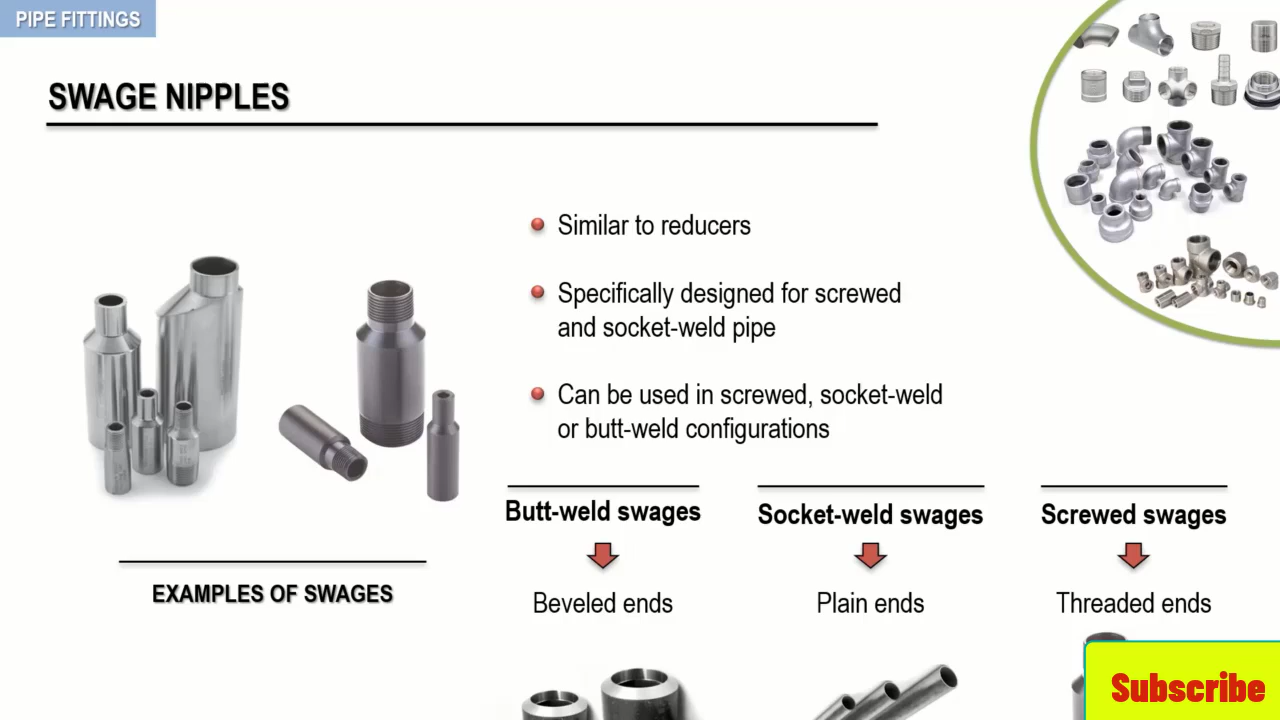 PIPE FITTINGS
SWAGE NIPPLES
Similar to reducers
Specifically designed for screwed
and socket-weld pipe
Can be used in screwed, socket-weld
or butt-weld configurations
Butt-weld swages
Socket-weld swages
Screwed swages
Beveled ends
Plain ends
Threaded ends
EXAMPLES OF SWAGES
Subscribe